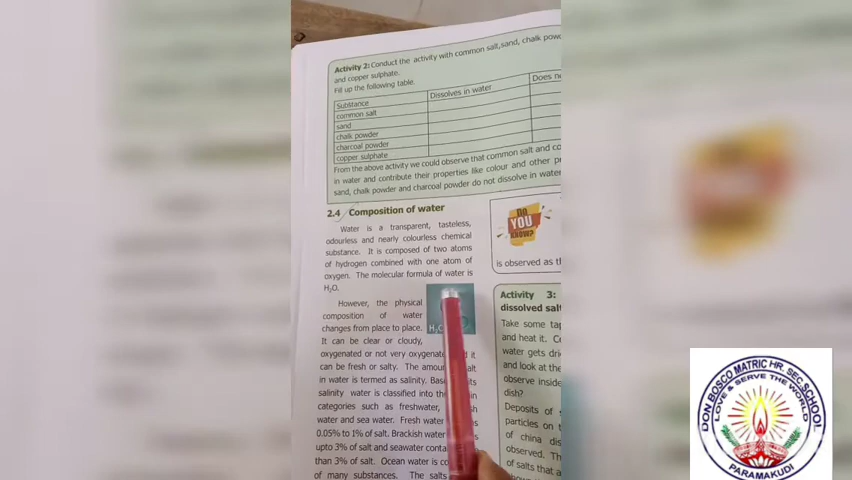 Activity 2: Conduct the activity with common salt,sand, chalk
and copper sulphate.
Fill up the following table.
Substance Dissolves in water Does
common salt
sand
chalk powder
charcoal powder
copper sulphate
From the above activity we could observe that common salt and
in water and contribute their properties like colour and other
sand, chalk powder and charcoal powder do not dissolve in water
2.4 Composition of water
Water is a transparent, tasteless,
odourless and nearly colourless chemical
substance. It is composed of two atoms
of hydrogen combined with one atom of
oxygen. The molecular formula of water is
H₂O.
However, the physical
composition of water
changes from place to place.
It can be clear or cloudy,
oxygenated or not very it
can be fresh or salty. The
in water is termed as salinity.
salinity water is classified into
categories such as freshwater,
water and sea water. Fresh water
0.05% to 1% of salt. Brackish water
upto 3% of salt and seawater
than 3% of salt. Ocean water is
of many substances. The salts
DO
YOU
KNOW?
is observed as
Activity 3:
dissolved
Take some
and heat it.
water gets
and look at the
observe inside
dish?
Deposits of
particles on
of china
observed.
of salts that
DON BOSCO MATRIC HR. SEC. SCHOOL
LOVE & SERVE THE WORLD
PARAMAKUDI